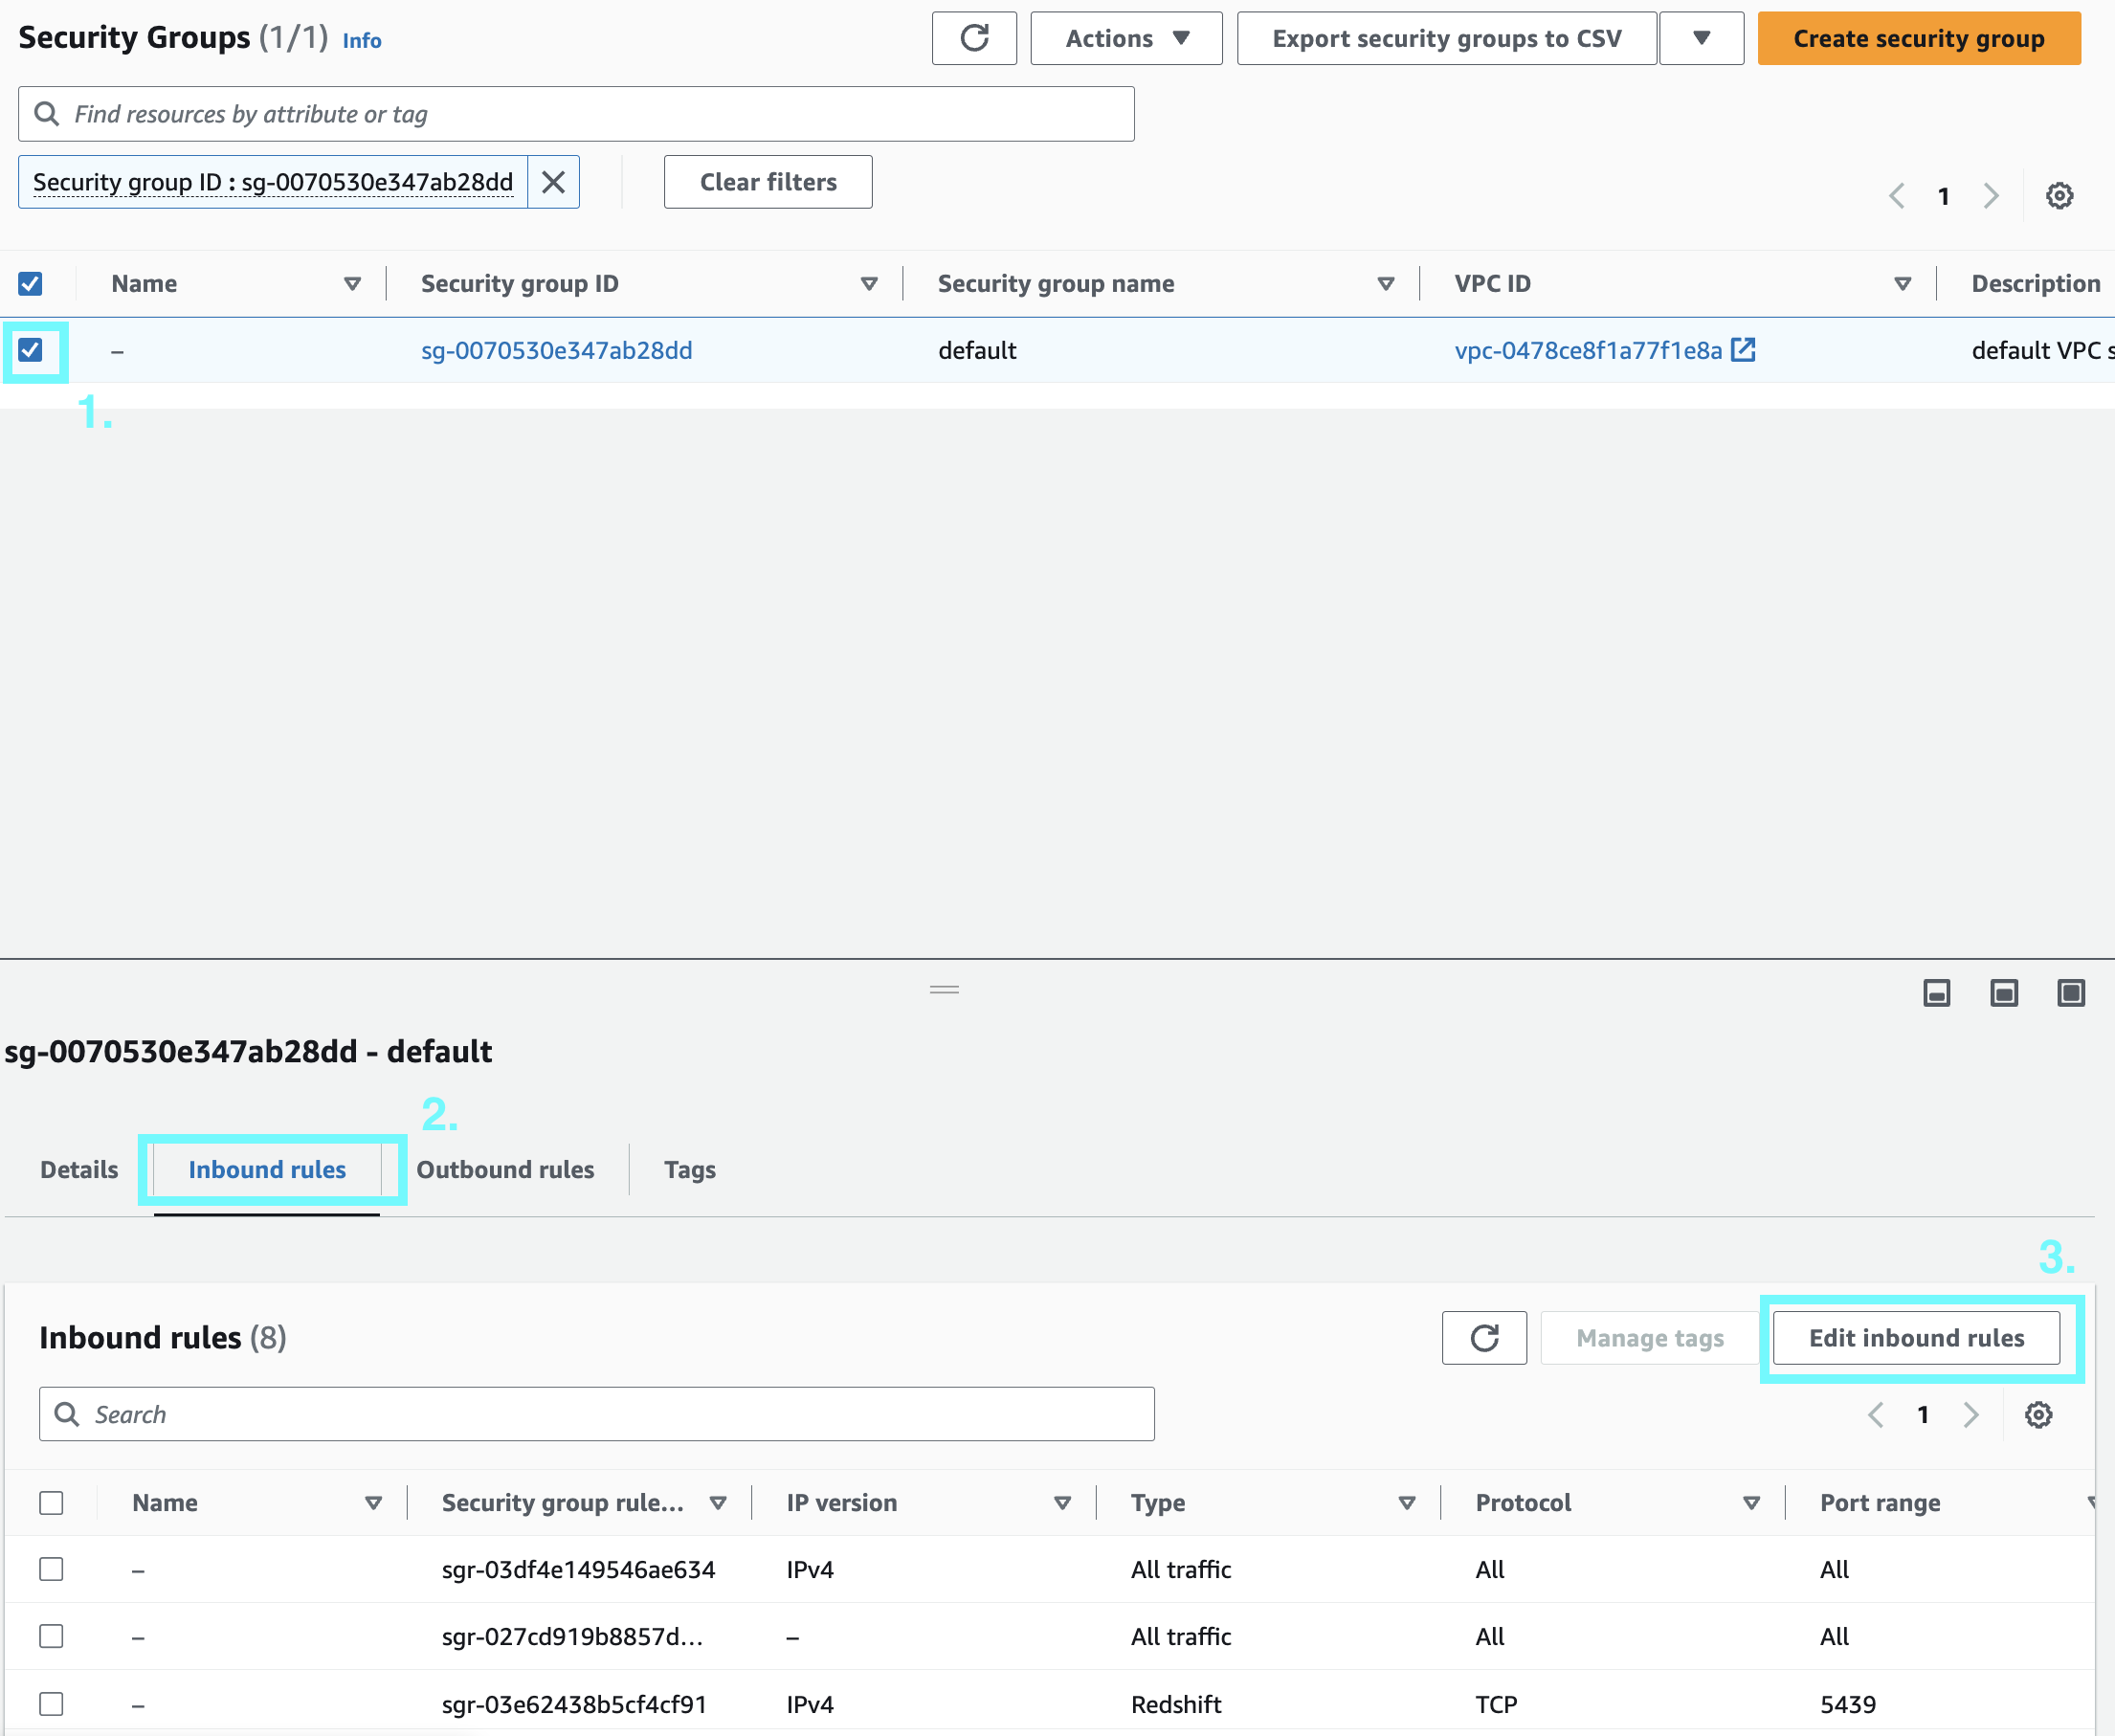 Security Groups (1/1) Info
Actions Export security groups to CSV Create security group
Find resources by attribute or tag
Security group ID : sg-0070530e347ab28dd Clear filters
1
Name Security group ID Security group name VPC ID Description
– sg-0070530e347ab28dd default vpc-0478ce8f1a77f1e8a default VPC s
1.
sg-0070530e347ab28dd - default
2.
Details Inbound rules Outbound rules Tags
3.
Inbound rules (8) Manage tags Edit inbound rules
Search
1
Name Security group rule... IP version Type Protocol Port range
– sgr-03df4e149546ae634 IPv4 All traffic All All
– sgr-027cd919b8857d... – All traffic All All
– sgr-03e62438b5cf4cf91 IPv4 Redshift TCP 5439